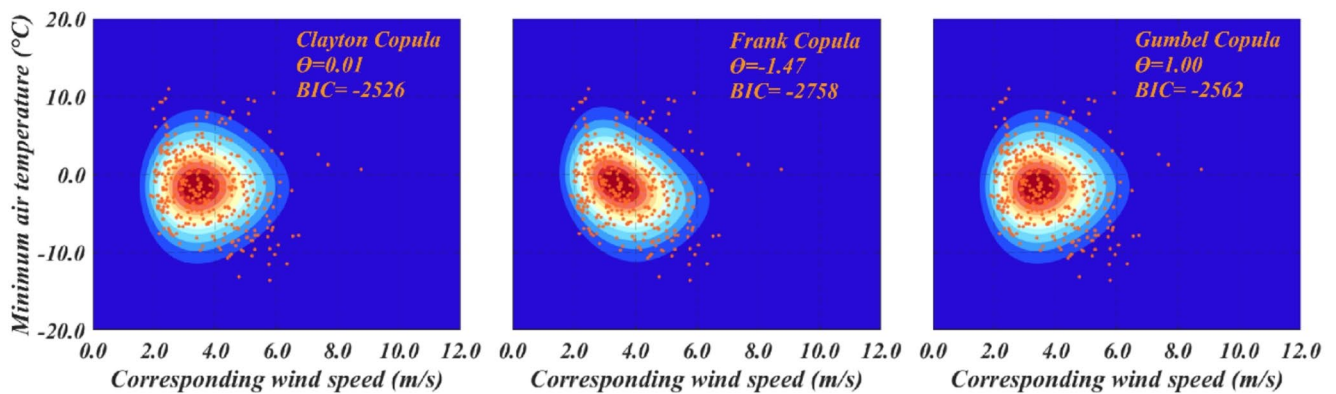 Minimum air temperature (°C)
20.0
10.0
0.0
-10.0
-20.0
Clayton Copula
Θ=0.01
BIC= -2526
0.0 2.0 4.0 6.0 8.0 10.0 12.0
Corresponding wind speed (m/s)
Frank Copula
Θ=-1.47
BIC= -2758
0.0 2.0 4.0 6.0 8.0 10.0 12.0
Corresponding wind speed (m/s)
Gumbel Copula
Θ=1.00
BIC= -2562
0.0 2.0 4.0 6.0 8.0 10.0 12.0
Corresponding wind speed (m/s)